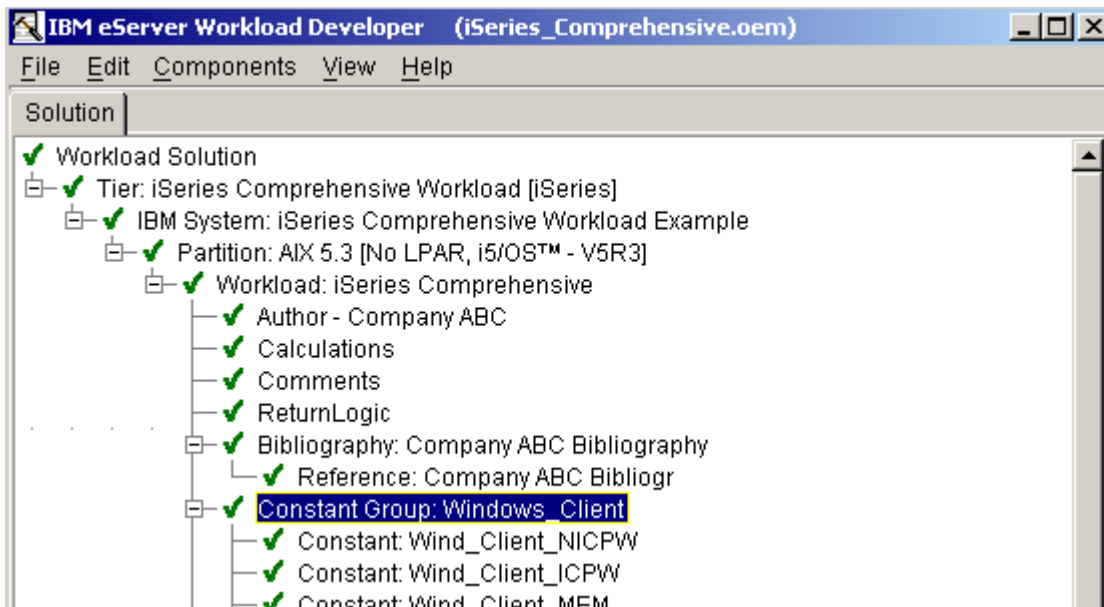 IBM eServer Workload Developer (iSeries_Comprehensive.oem)
File Edit Components View Help
Solution
Workload Solution
Tier: iSeries Comprehensive Workload [iSeries]
IBM System: iSeries Comprehensive Workload Example
Partition: AIX 5.3 [No LPAR, i5/OS™ - V5R3]
Workload: iSeries Comprehensive
Author - Company ABC
Calculations
Comments
ReturnLogic
Bibliography: Company ABC Bibliography
Reference: Company ABC Bibliogr
Constant Group: Windows_Client
Constant: Wind_Client_NICPW
Constant: Wind_Client_ICPW
Constant: Wind_Client_MEM